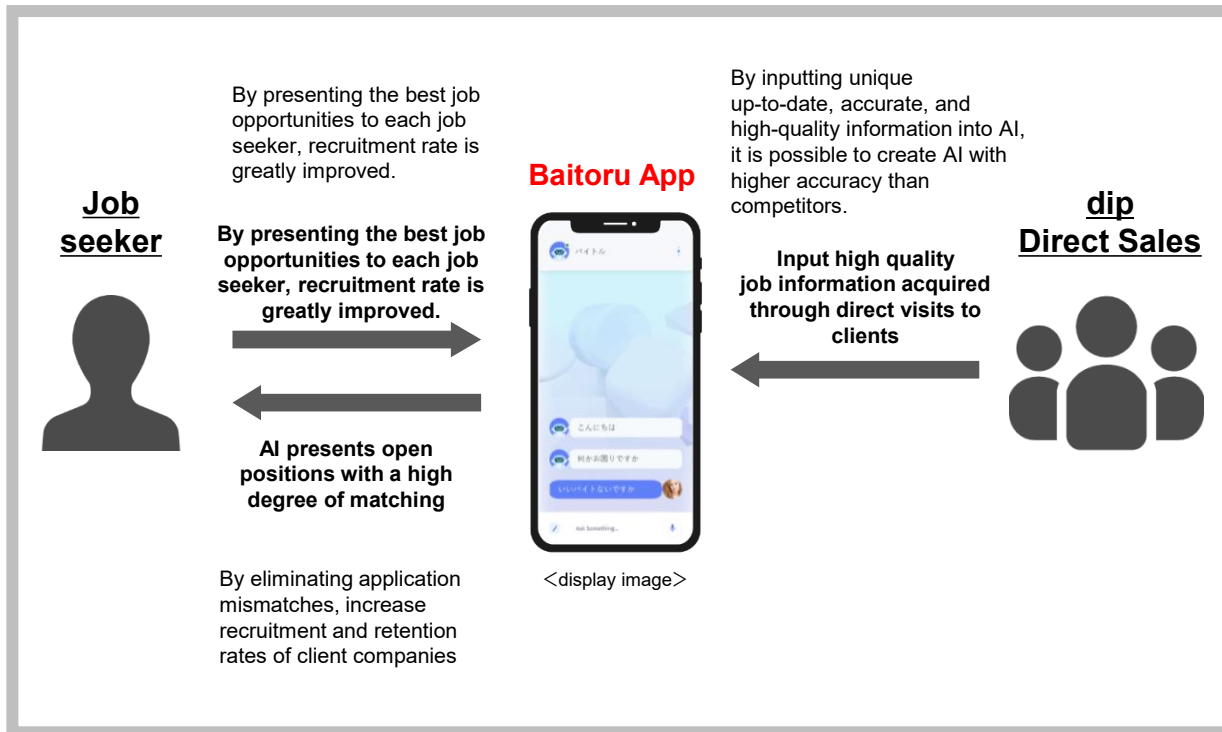 Job
seeker
By presenting the best job
opportunities to each job
seeker, recruitment rate is
greatly improved.
By presenting the best job
opportunities to each job
seeker, recruitment rate is
greatly improved.
AI presents open
positions with a high
degree of matching
By eliminating application
mismatches, increase
recruitment and retention
rates of client companies
Baitoru App
バイトル
こんにちは
何かお困りですか
いいバイトないですか
Ask Something...
＜display image＞
By inputting unique
up-to-date, accurate, and
high-quality information into AI,
it is possible to create AI with
higher accuracy than
competitors.
Input high quality
job information acquired
through direct visits to
clients
dip
Direct Sales